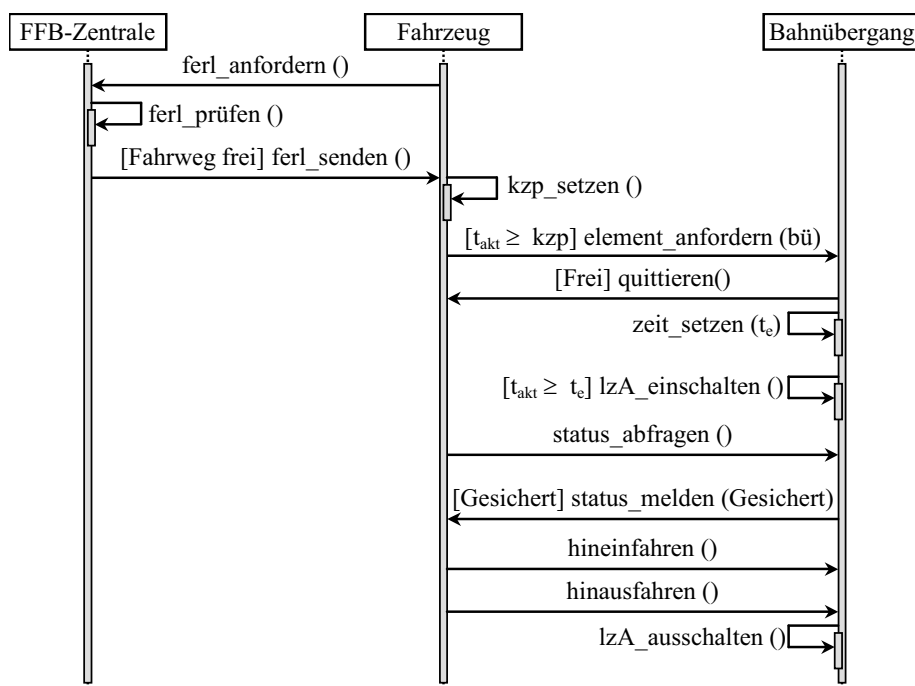 FFB-Zentrale
Fahrzeug
Bahnübergang
ferl_anfordern ()
ferl_prüfen ()
[Fahrweg frei] ferl_senden ()
kzp_setzen ()
[t_akt ≥ kzp] element_anfordern (bü)
[Frei] quittieren()
zeit_setzen (t_e)
[t_akt ≥ t_e] lzA_einschalten ()
status_abfragen ()
[Gesichert] status_melden (Gesichert)
hineinfahren ()
hinausfahren ()
lzA_ausschalten ()